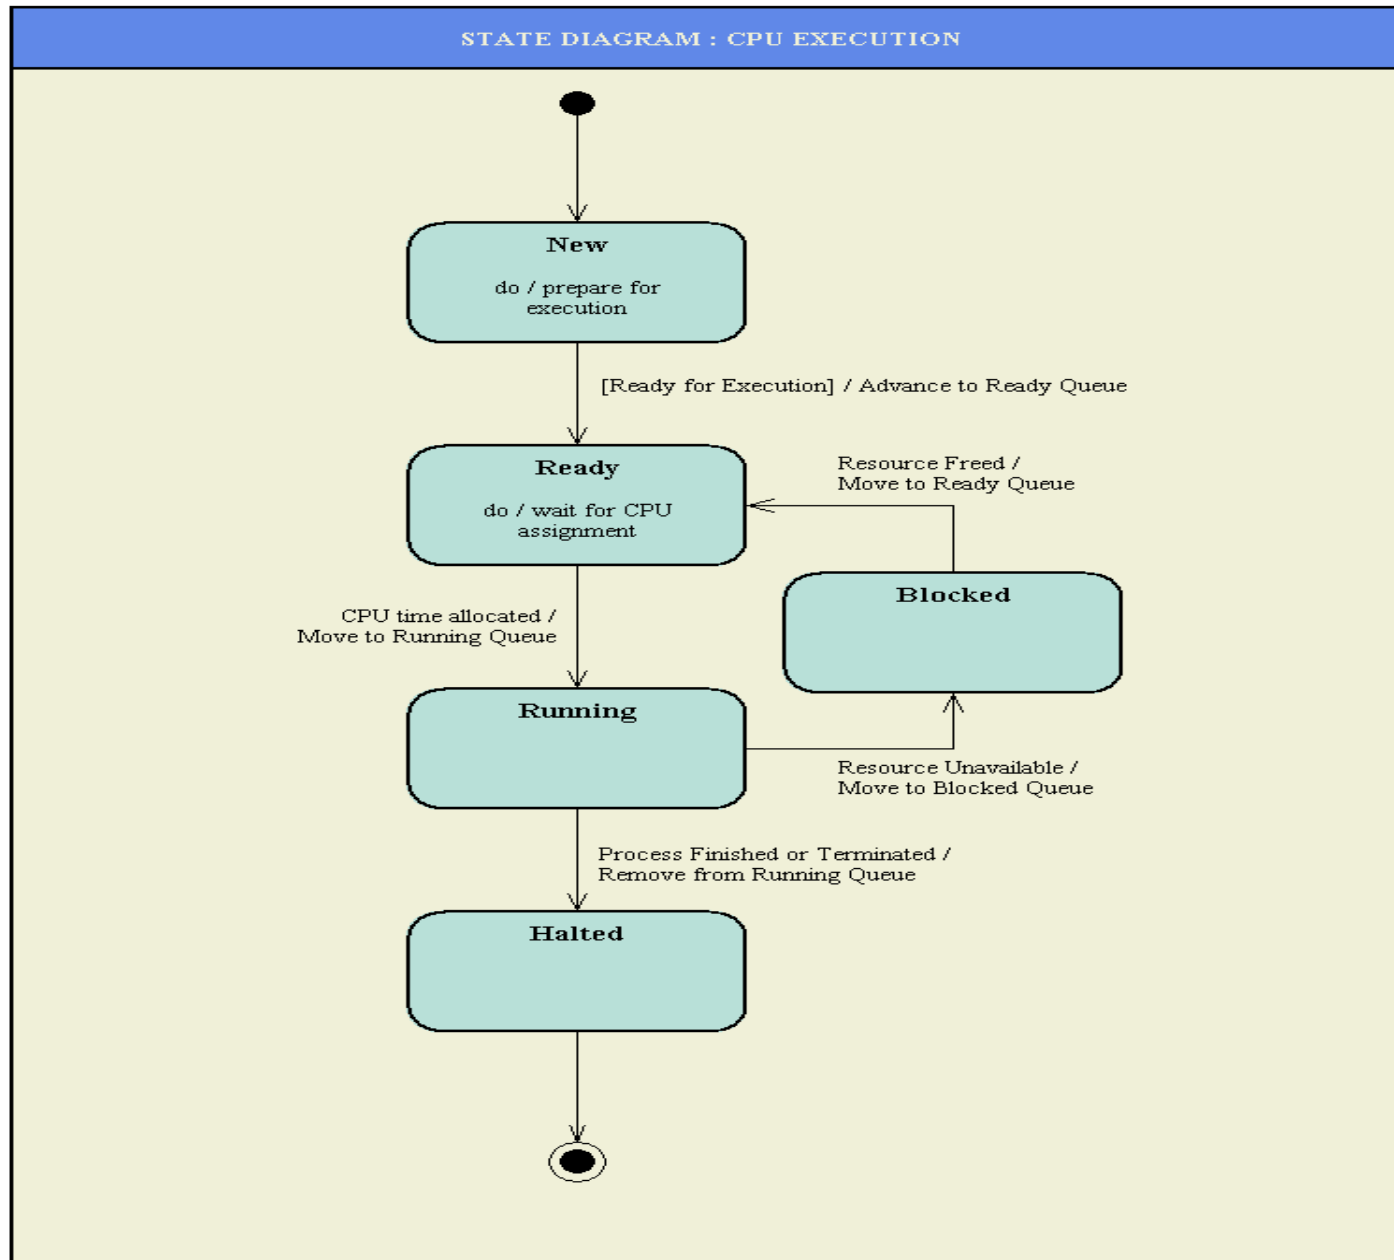 STATE DIAGRAM : CPU EXECUTION
New
do / prepare for
execution
[Ready for Execution] / Advance to Ready Queue
Ready
do / wait for CPU
assignment
Resource Freed /
Move to Ready Queue
Blocked
CPU time allocated /
Move to Running Queue
Running
Resource Unavailable /
Move to Blocked Queue
Process Finished or Terminated /
Remove from Running Queue
Halted